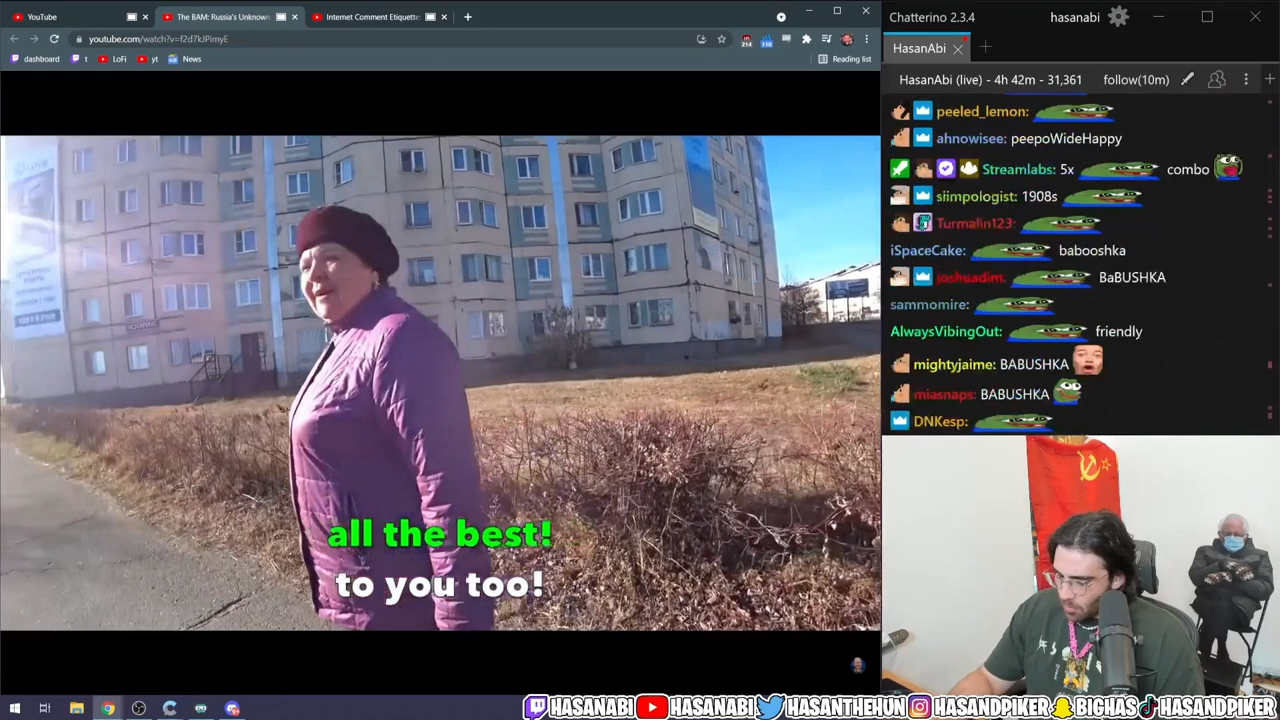 YouTube
The BAM: Russia's Unknown
Internet Comment Etiquette
youtube.com/watch?v=f2d7kJPimyE
214
110
dashboard
t
LoFi
yt
News
Reading list
all the best!
to you too!
Chatterino 2.3.4
hasanabi
HasanAbi
HasanAbi (live) - 4h 42m - 31,361
follow(10m)
peeled_lemon:
ahnowisee: peepoWideHappy
Streamlabs: 5x combo
siimpologist: 1908s
Turmalin123:
iSpaceCake: babooshka
joshuadim: BaBUSHKA
sammomire:
AlwaysVibingOut: friendly
mightyjaime: BABUSHKA
miasnaps: BABUSHKA
DNKesp:
HASANABI HASANABI HASANTHEHUN HASANDPIKER BIGHAS HASANDPIKER